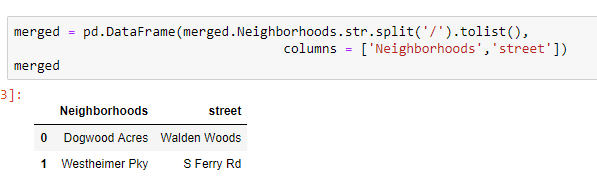 merged = pd.DataFrame(merged.Neighborhoods.str.split('/').tolist(),
columns = ['Neighborhoods','street'])
merged
3]:
Neighborhoods street
0 Dogwood Acres Walden Woods
1 Westheimer Pky S Ferry Rd